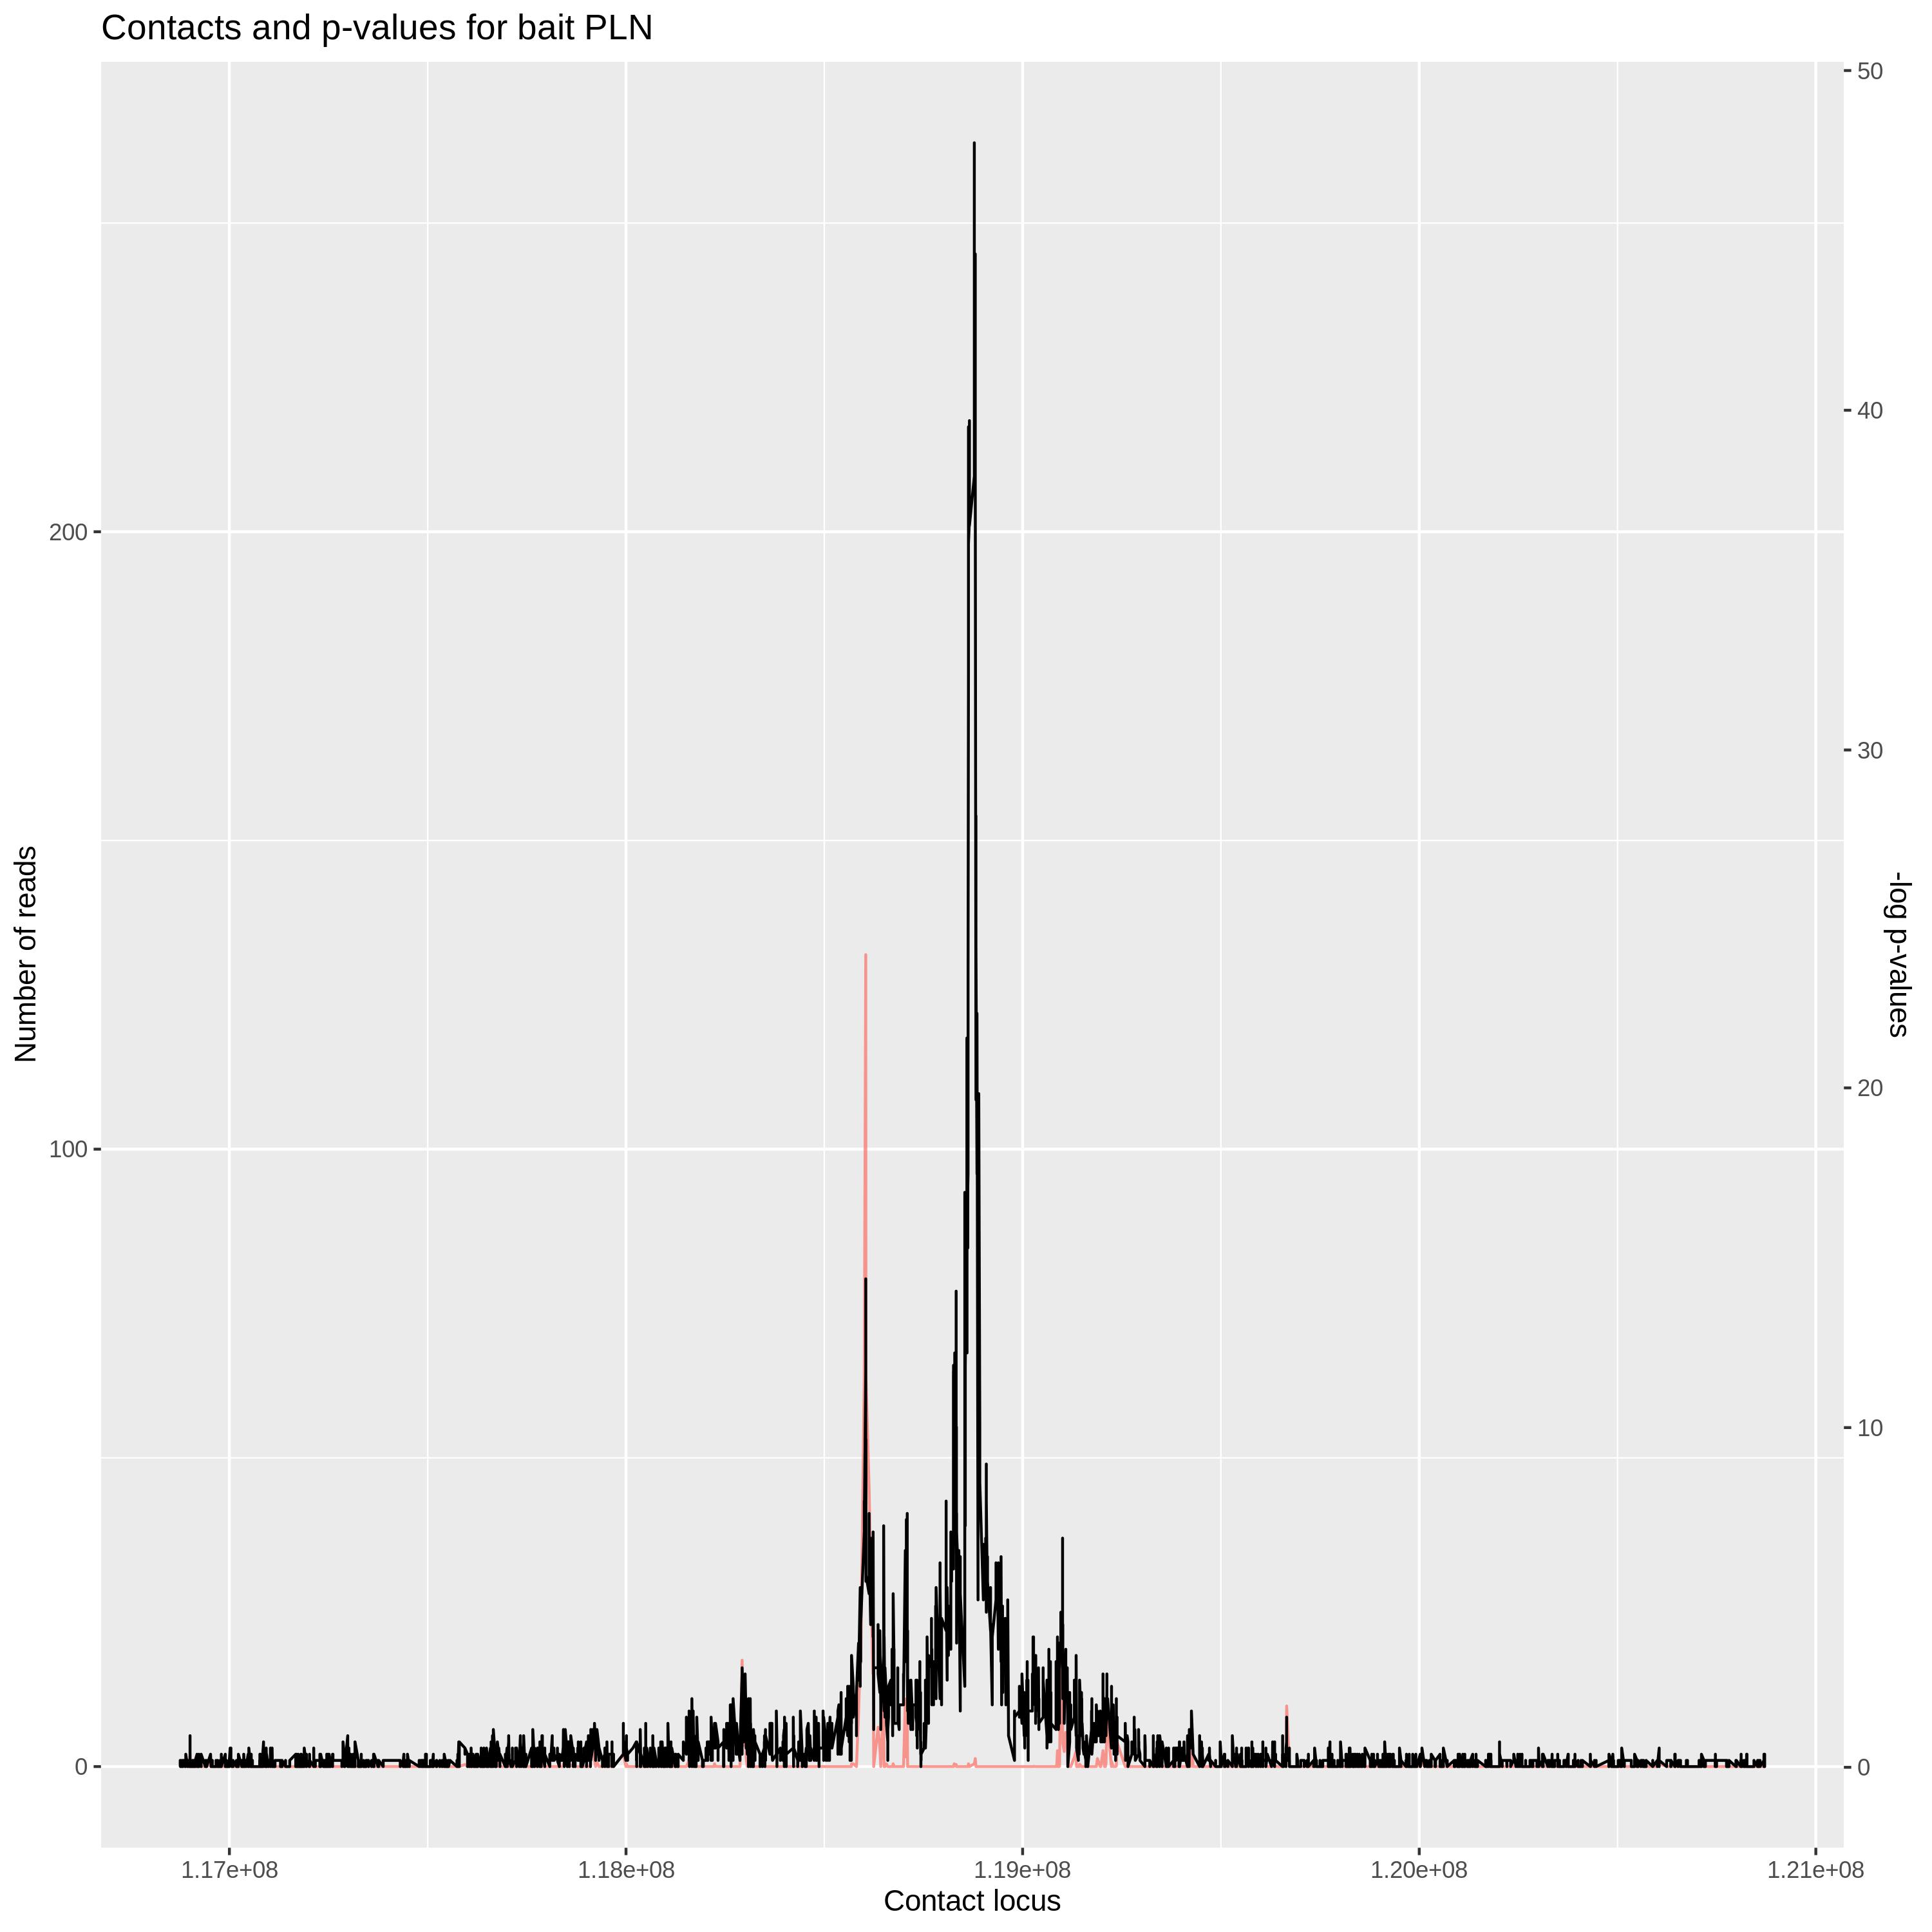 Contacts and p-values for bait PLN
50
40
200
30
Number of reads
-log p-values
20
100
10
0
0
1.17e+08
1.18e+08
1.19e+08
1.20e+08
1.21e+08
Contact locus